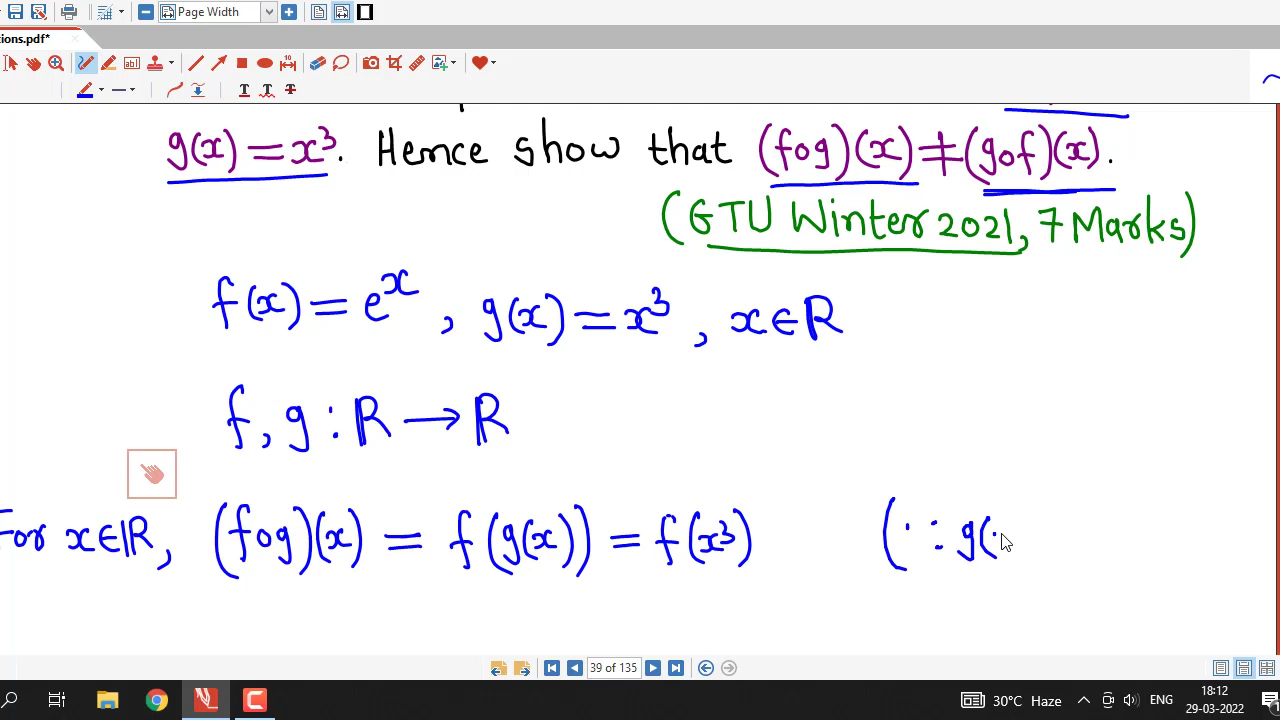 Page Width
ions.pdf*
g(x) = x³. Hence show that (fog)(x) ≠ (gof)(x).
(GTU Winter 2021, 7 Marks)
f(x) = eˣ, g(x) = x³, x ∈ ℝ
f, g : ℝ → ℝ
For x ∈ ℝ, (fog)(x) = f(g(x)) = f(x³) (∵ g(
39 of 135
30°C Haze ENG 18:12
29-03-2022